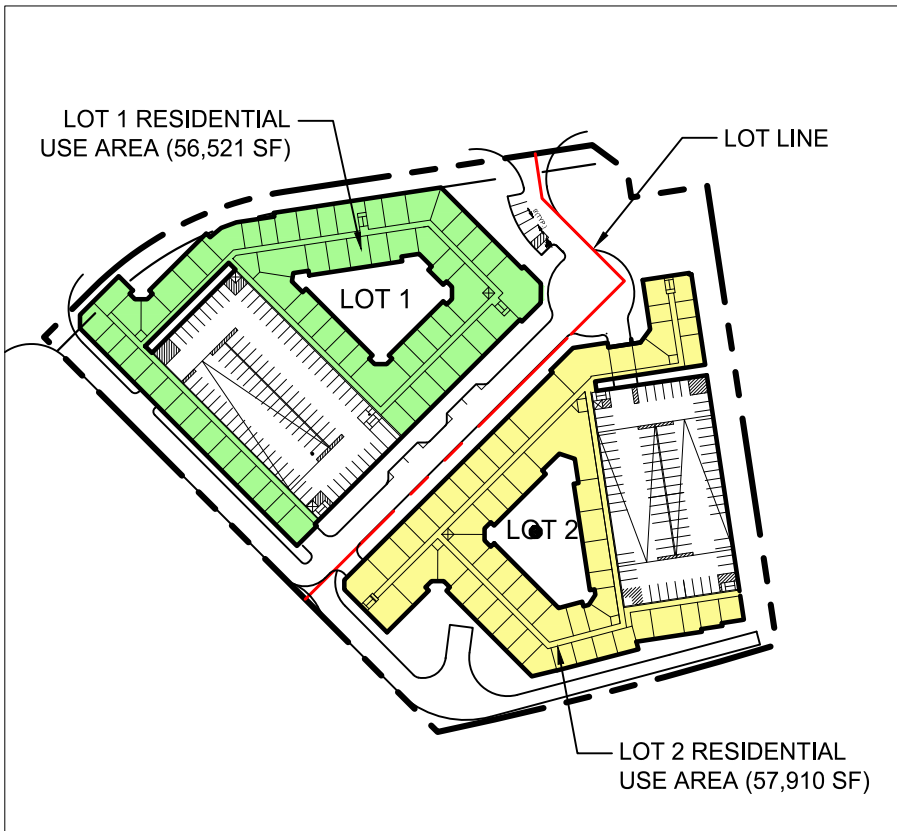 LOT 1 RESIDENTIAL
USE AREA (56,521 SF)
LOT LINE
LOT 1
LOT 2
LOT 2 RESIDENTIAL
USE AREA (57,910 SF)